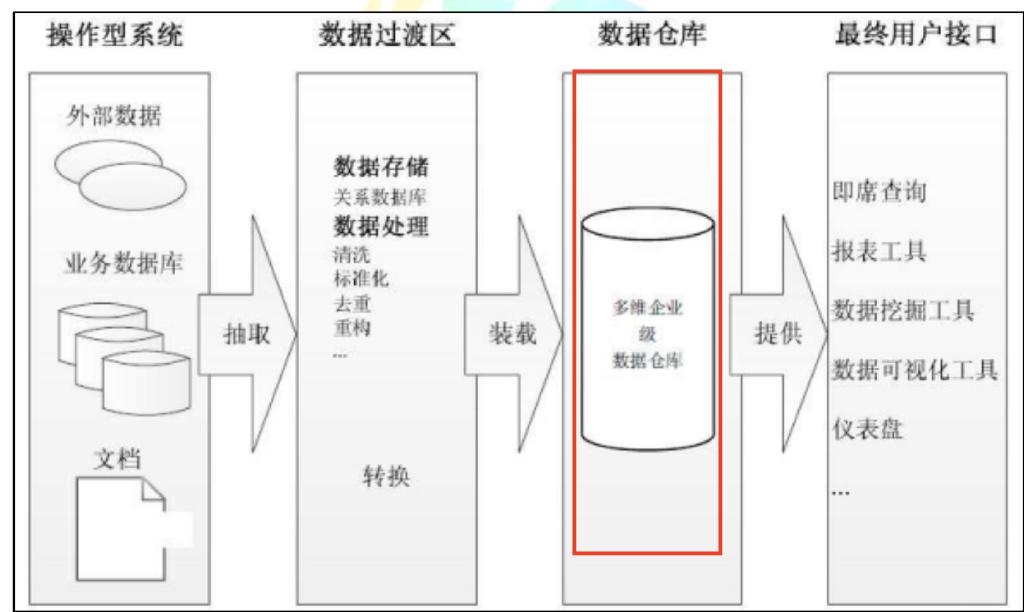 操作型系统
数据过渡区
数据仓库
最终用户接口
外部数据
业务数据库
文档
抽取
数据存储
关系数据库
数据处理
清洗
标准化
去重
重构
...
转换
装载
多维企业
级
数据仓库
提供
即席查询
报表工具
数据挖掘工具
数据可视化工具
仪表盘
...